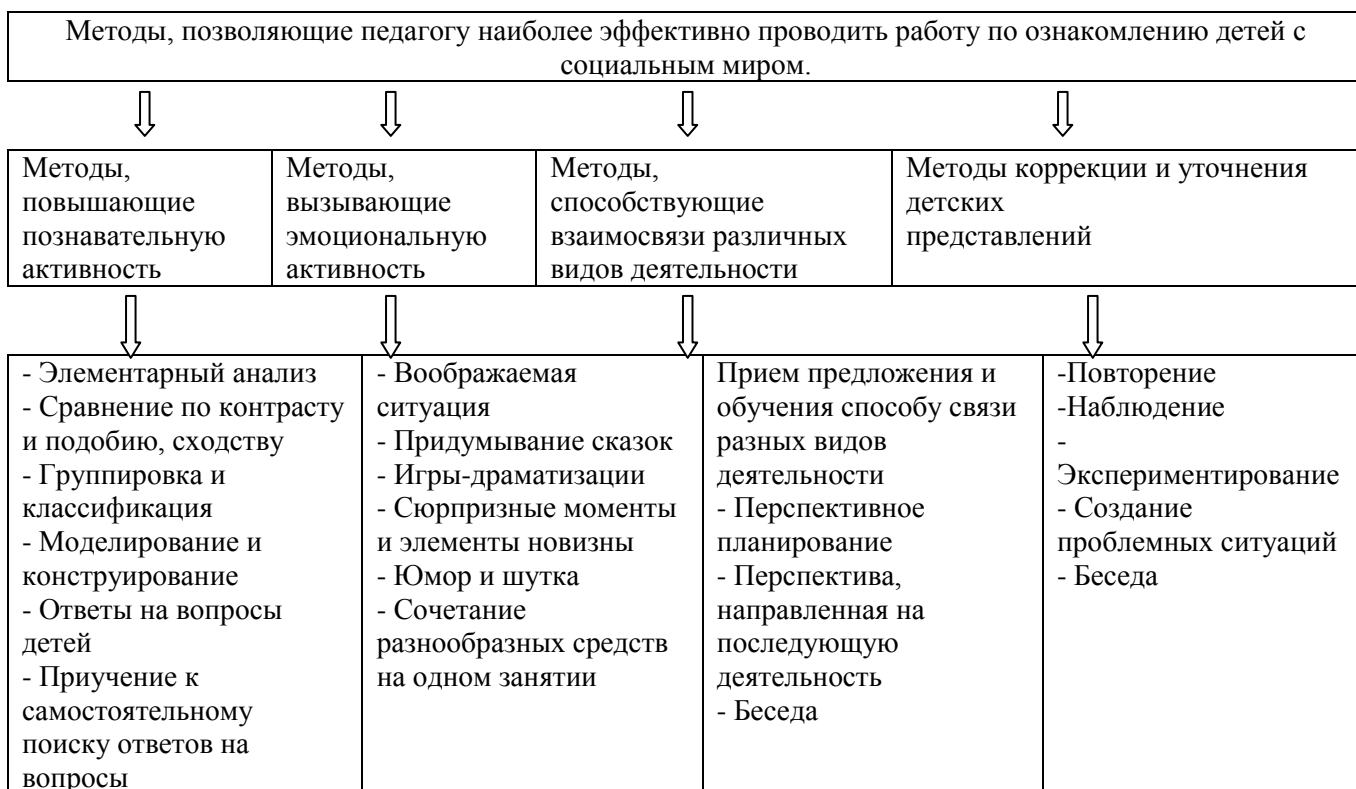 Методы, позволяющие педагогу наиболее эффективно проводить работу по ознакомлению детей с
социальным миром.
Методы,
повышающие
познавательную
активность
Методы,
вызывающие
эмоциональную
активность
Методы,
способствующие
взаимосвязи различных
видов деятельности
Методы коррекции и уточнения
детских
представлений
- Элементарный анализ
- Сравнение по контрасту
и подобию, сходству
- Группировка и
классификация
- Моделирование и
конструирование
- Ответы на вопросы
детей
- Приучение к
самостоятельному
поиску ответов на
вопросы
- Воображаемая
ситуация
- Придумывание сказок
- Игры-драматизации
- Сюрпризные моменты
и элементы новизны
- Юмор и шутка
- Сочетание
разнообразных средств
на одном занятии
Прием предложения и
обучения способу связи
разных видов
деятельности
- Перспективное
планирование
- Перспектива,
направленная на
последующую
деятельность
- Беседа
-Повторение
-Наблюдение
-
Экспериментирование
- Создание
проблемных ситуаций
- Беседа